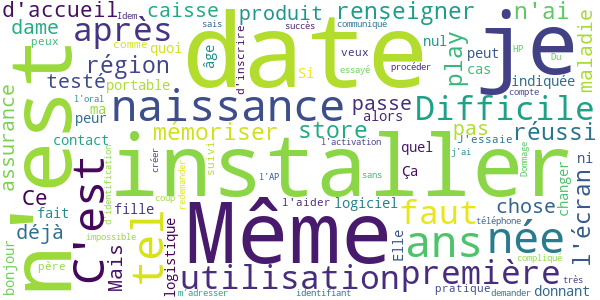 d'accueil Idem caisse produit renseigner n'ai
dame peux après sais succès communiqué nul play maladie
date je
n'est région quoi comme âge d'inscrire Si veux essayé procéder peut cas HP Du indiquée
testé portable
assurance l'oral ma peur naissance passe alors compte Difficile
mémoriser store pas réussi
contact d'identification suivi l'activation quel j'essaie ni
installer
C'est créer redemander l'AP sans Ça j'ai Dommage changer l'écran
Ce fait fille coup Même l'aider logiciel faut chose
déjà tel téléphone née
bonjour père impossible Mais logistique Elle ans compliqué
utilisation première très
m'adresser identifiant pratique demander donnant